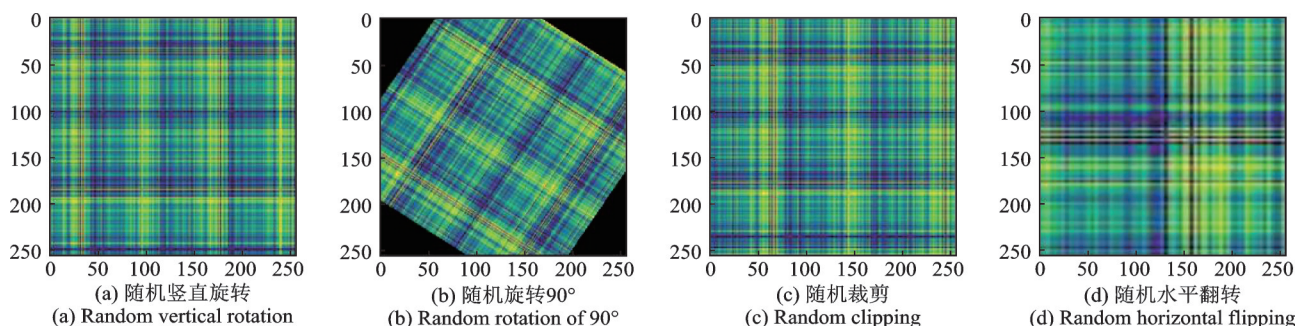 0
50
100
150
200
250
0 50 100 150 200 250
(a) 随机竖直旋转
(a) Random vertical rotation
0
50
100
150
200
250
0 50 100 150 200 250
(b) 随机旋转90°
(b) Random rotation of 90°
0
50
100
150
200
250
0 50 100 150 200 250
(c) 随机裁剪
(c) Random clipping
0
50
100
150
200
250
0 50 100 150 200 250
(d) 随机水平翻转
(d) Random horizontal flipping